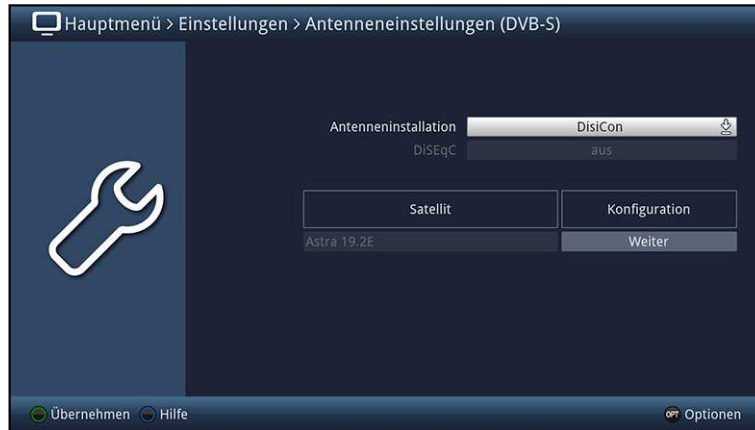 Hauptmenü > Einstellungen > Antenneneinstellungen (DVB-S)
Antenneninstallation DisiCon
DiSEqC aus
Satellit Konfiguration
Astra 19.2E Weiter
Übernehmen Hilfe OPT Optionen